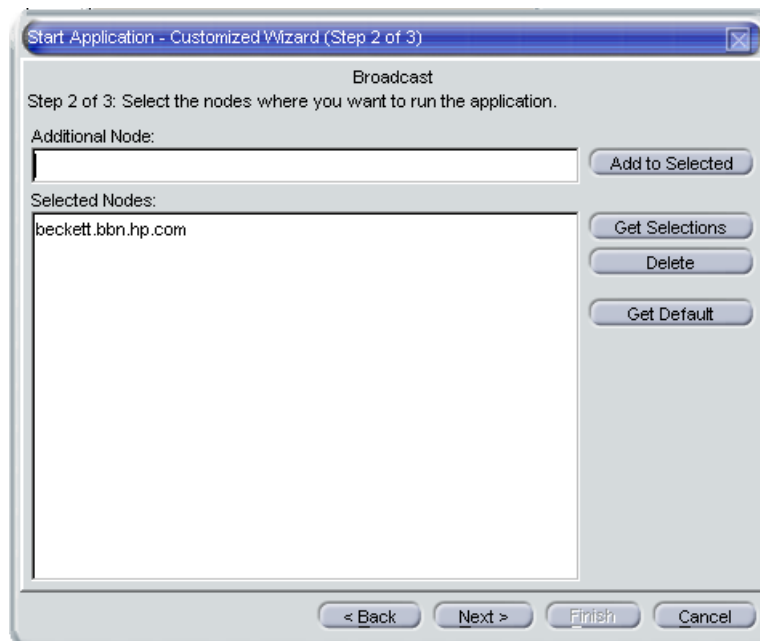 Start Application - Customized Wizard (Step 2 of 3)
Broadcast
Step 2 of 3: Select the nodes where you want to run the application.
Additional Node:
Add to Selected
Selected Nodes:
beckett.bbn.hp.com
Get Selections
Delete
Get Default
< Back
Next >
Finish
Cancel